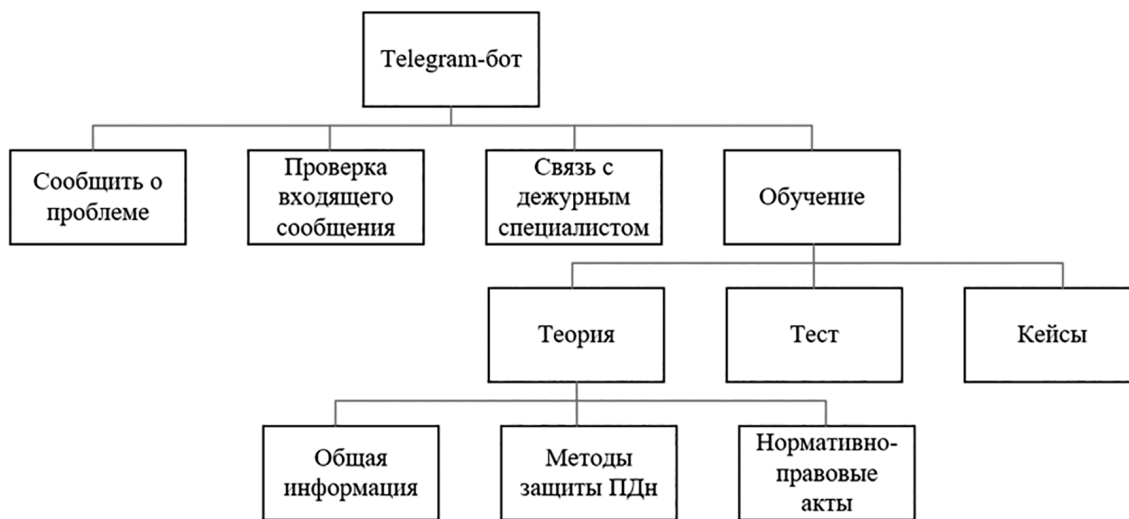 Telegram-бот
Сообщить о
проблеме
Проверка
входящего
сообщения
Связь с
дежурным
специалистом
Обучение
Теория
Тест
Кейсы
Общая
информация
Методы
защиты ПДн
Нормативно-
правовые
акты